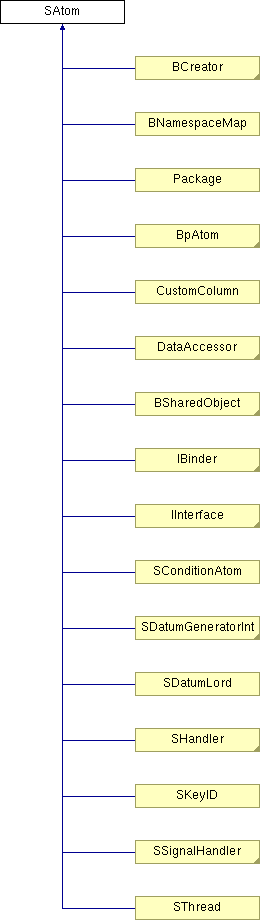 SAtom
BCreator
BNamespaceMap
Package
BpAtom
CustomColumn
DataAccessor
BSharedObject
IBinder
IInterface
SConditionAtom
SDatumGeneratorInt
SDatumLord
SHandler
SKeyID
SSignalHandler
SThread